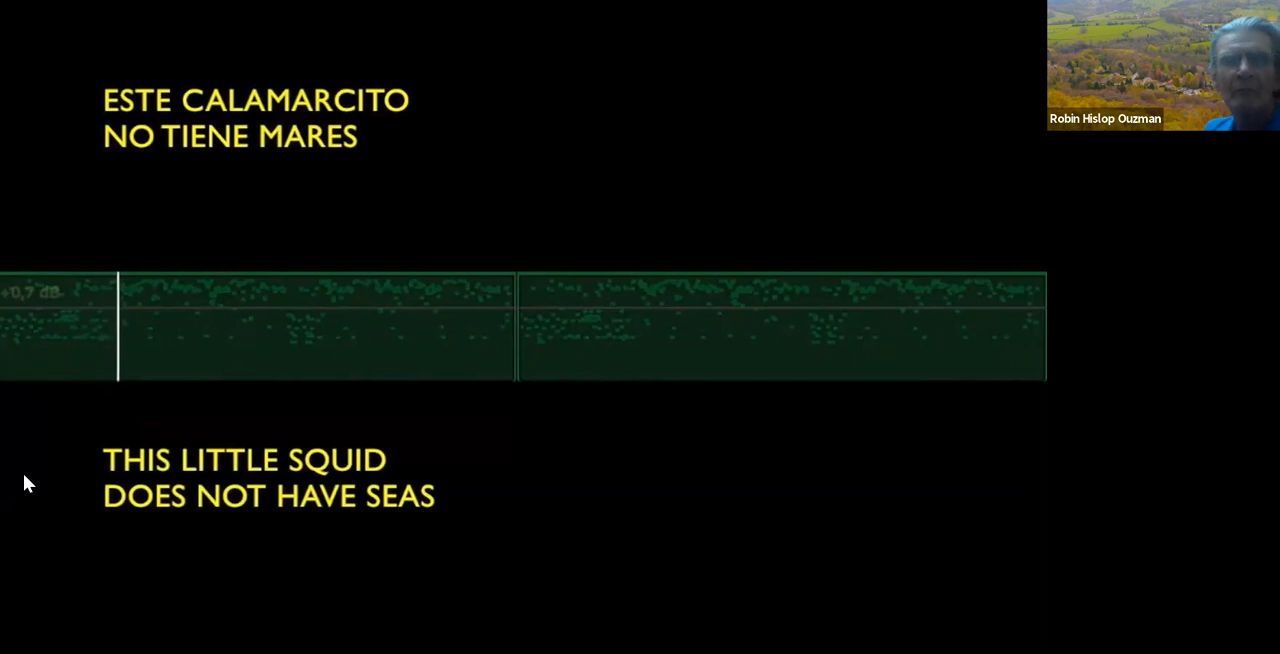 ESTE CALAMARCITO
NO TIENE MARES
Robin Hislop Ouzman
+0,7 dB
THIS LITTLE SQUID
DOES NOT HAVE SEAS